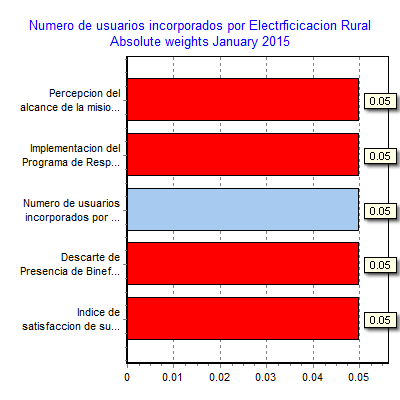 Numero de usuarios incorporados por Electrficicacion Rural
Absolute weights January 2015
Percepcion del
alcance de la misio...
0.05
Implementacion del
Programa de Resp...
0.05
Numero de usuarios
incorporados por ...
0.05
Descarte de
Presencia de Binef...
0.05
Indice de
satisfaccion de su...
0.05
0 0.01 0.02 0.03 0.04 0.05